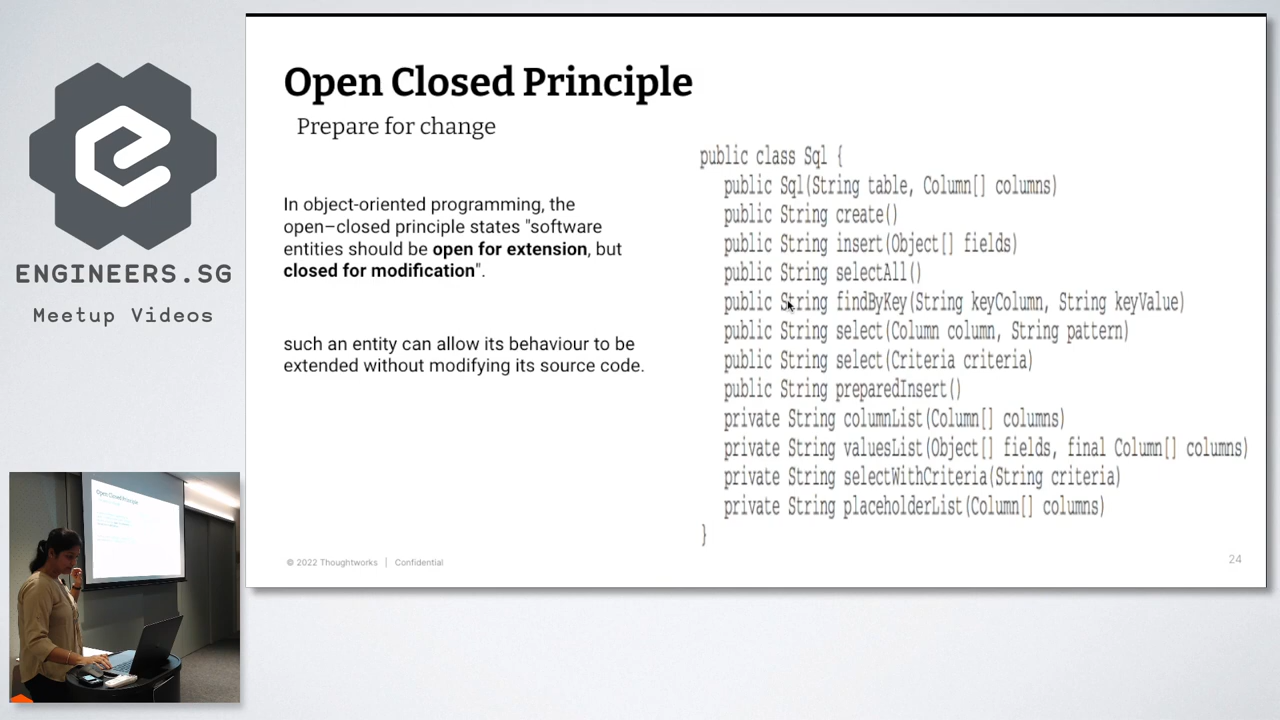 ENGINEERS.SG
Meetup Videos
Open Closed Principle
Prepare for change
In object-oriented programming, the
open–closed principle states "software
entities should be open for extension, but
closed for modification".
such an entity can allow its behaviour to be
extended without modifying its source code.
public class Sql {
public Sql(String table, Column[] columns)
public String create()
public String insert(Object[] fields)
public String selectAll()
public String findByKey(String keyColumn, String keyValue)
public String select(Column column, String pattern)
public String select(Criteria criteria)
public String preparedInsert()
private String columnList(Column[] columns)
private String valuesList(Object[] fields, final Column[] columns)
private String selectWithCriteria(String criteria)
private String placeholderList(Column[] columns)
}
© 2022 Thoughtworks | Confidential
24
Open Closed Principle